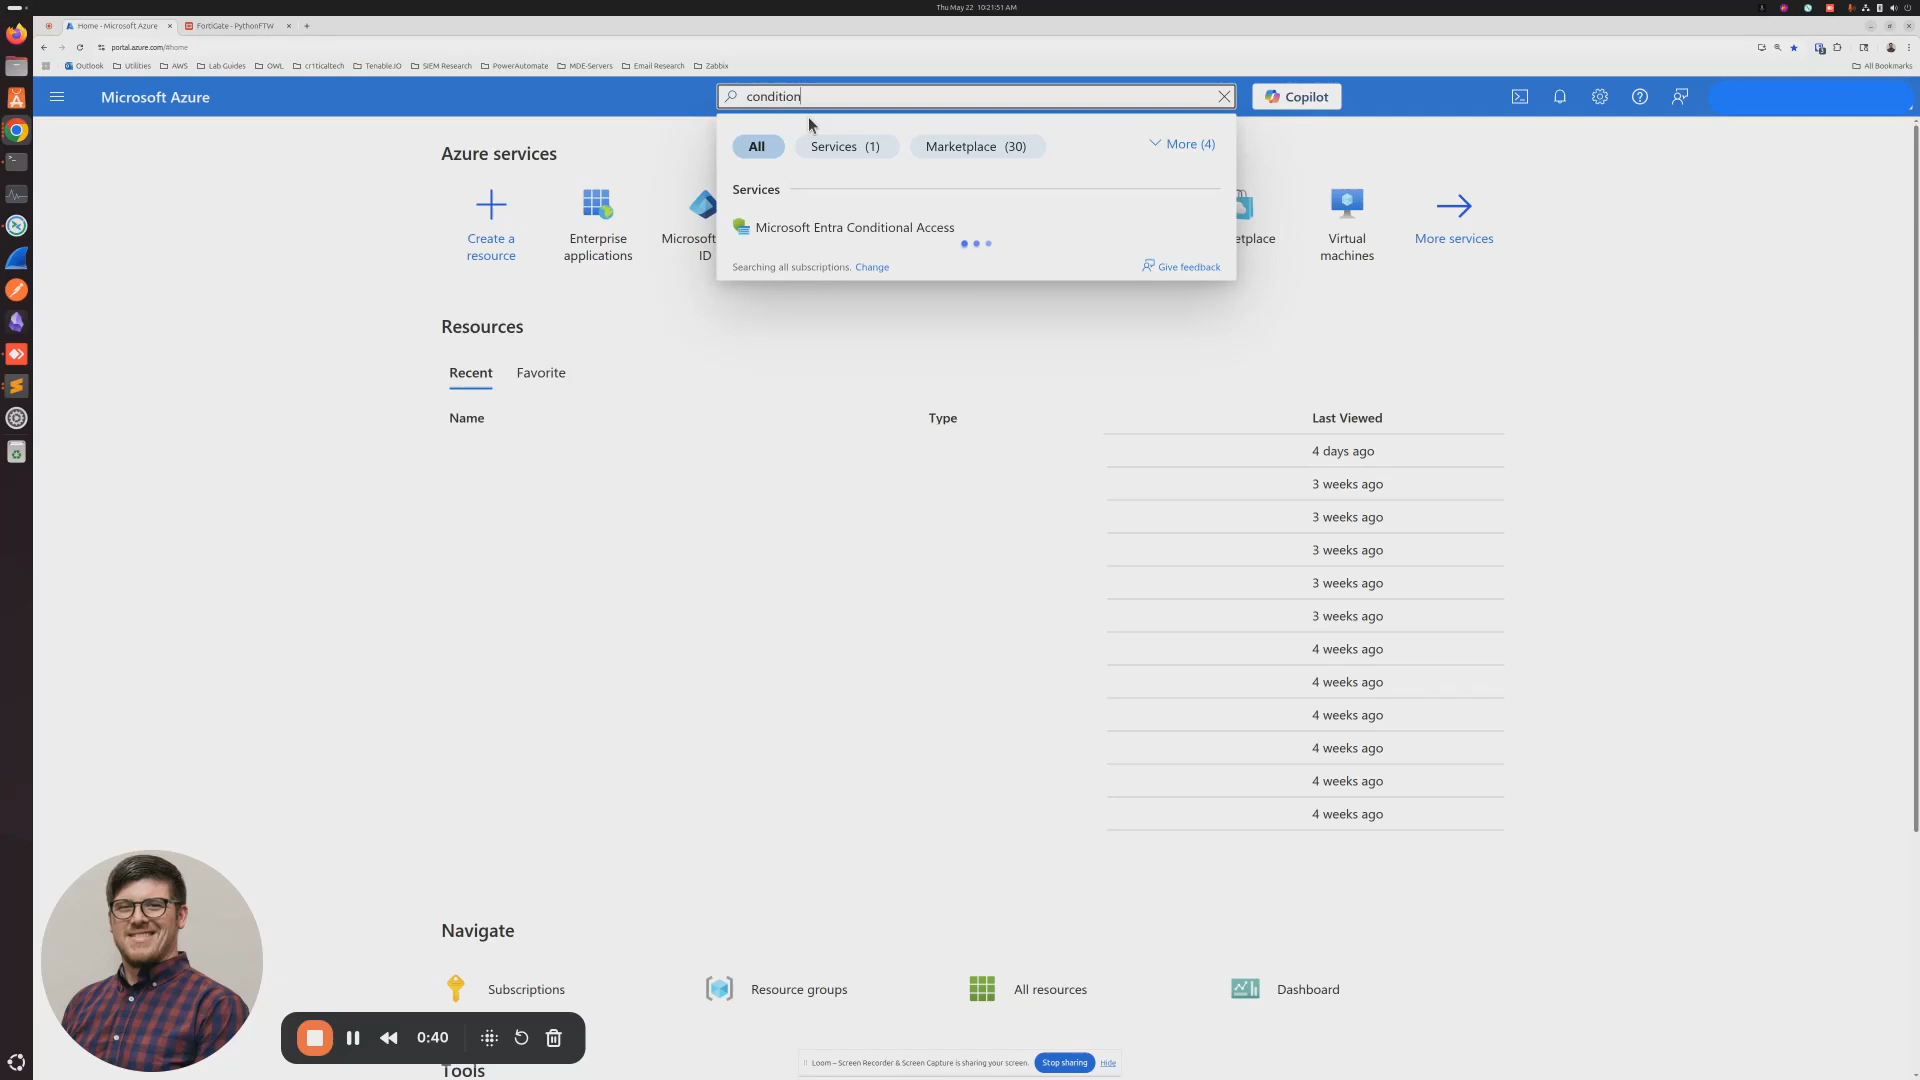 Thu May 22 10:21:51 AM
Home - Microsoft Azure
FortiGate - PythonFTW
portal.azure.com/#home
Outlook
Utilities
AWS
Lab Guides
OWL
cr1ticaltech
Tenable.IO
SIEM Research
PowerAutomate
MDE-Servers
Email Research
Zabbix
All Bookmarks
Microsoft Azure
condition
Copilot
All
Services (1)
Marketplace (30)
More (4)
Services
Microsoft Entra Conditional Access
Searching all subscriptions. Change
Give feedback
Azure services
Create a
resource
Enterprise
applications
Microsoft
ID
etplace
Virtual
machines
More services
Resources
Recent
Favorite
Name
Type
Last Viewed
4 days ago
3 weeks ago
3 weeks ago
3 weeks ago
3 weeks ago
3 weeks ago
4 weeks ago
4 weeks ago
4 weeks ago
4 weeks ago
4 weeks ago
4 weeks ago
Navigate
Subscriptions
Resource groups
All resources
Dashboard
0:40
Loom – Screen Recorder & Screen Capture is sharing your screen.
Stop sharing
Hide
Tools